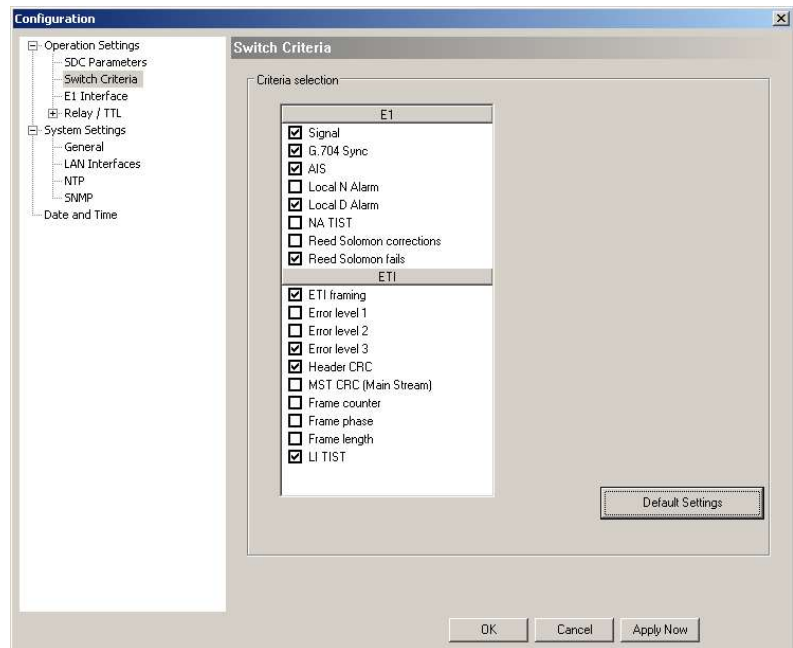 Configuration
Operation Settings
SDC Parameters
Switch Criteria
E1 Interface
Relay / TTL
System Settings
General
LAN Interfaces
NTP
SNMP
Date and Time
Switch Criteria
Criteria selection
E1
Signal
G.704 Sync
AIS
Local N Alarm
Local D Alarm
NA TIST
Reed Solomon corrections
Reed Solomon fails
ETI
ETI framing
Error level 1
Error level 2
Error level 3
Header CRC
MST CRC (Main Stream)
Frame counter
Frame phase
Frame length
LI TIST
Default Settings
OK
Cancel
Apply Now